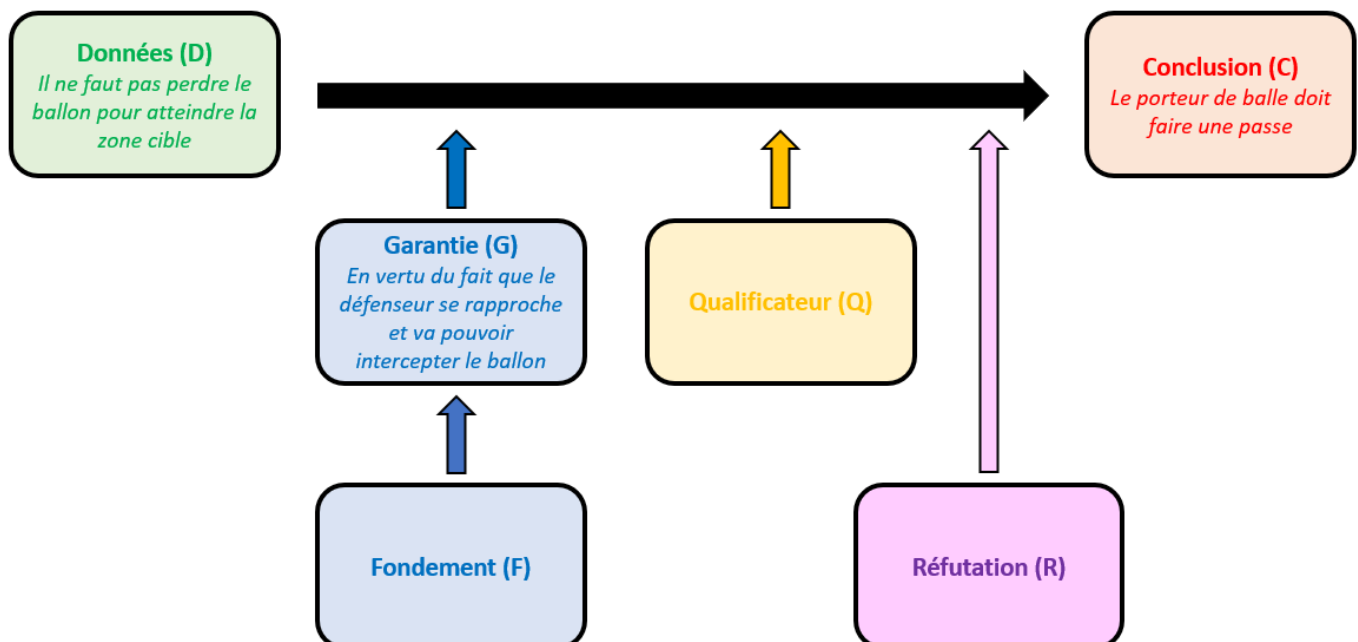 Données (D)
Il ne faut pas perdre le
ballon pour atteindre la
zone cible
Conclusion (C)
Le porteur de balle doit
faire une passe
Garantie (G)
En vertu du fait que le
défenseur se rapproche
et va pouvoir
intercepter le ballon
Qualificateur (Q)
Fondement (F)
Réfutation (R)